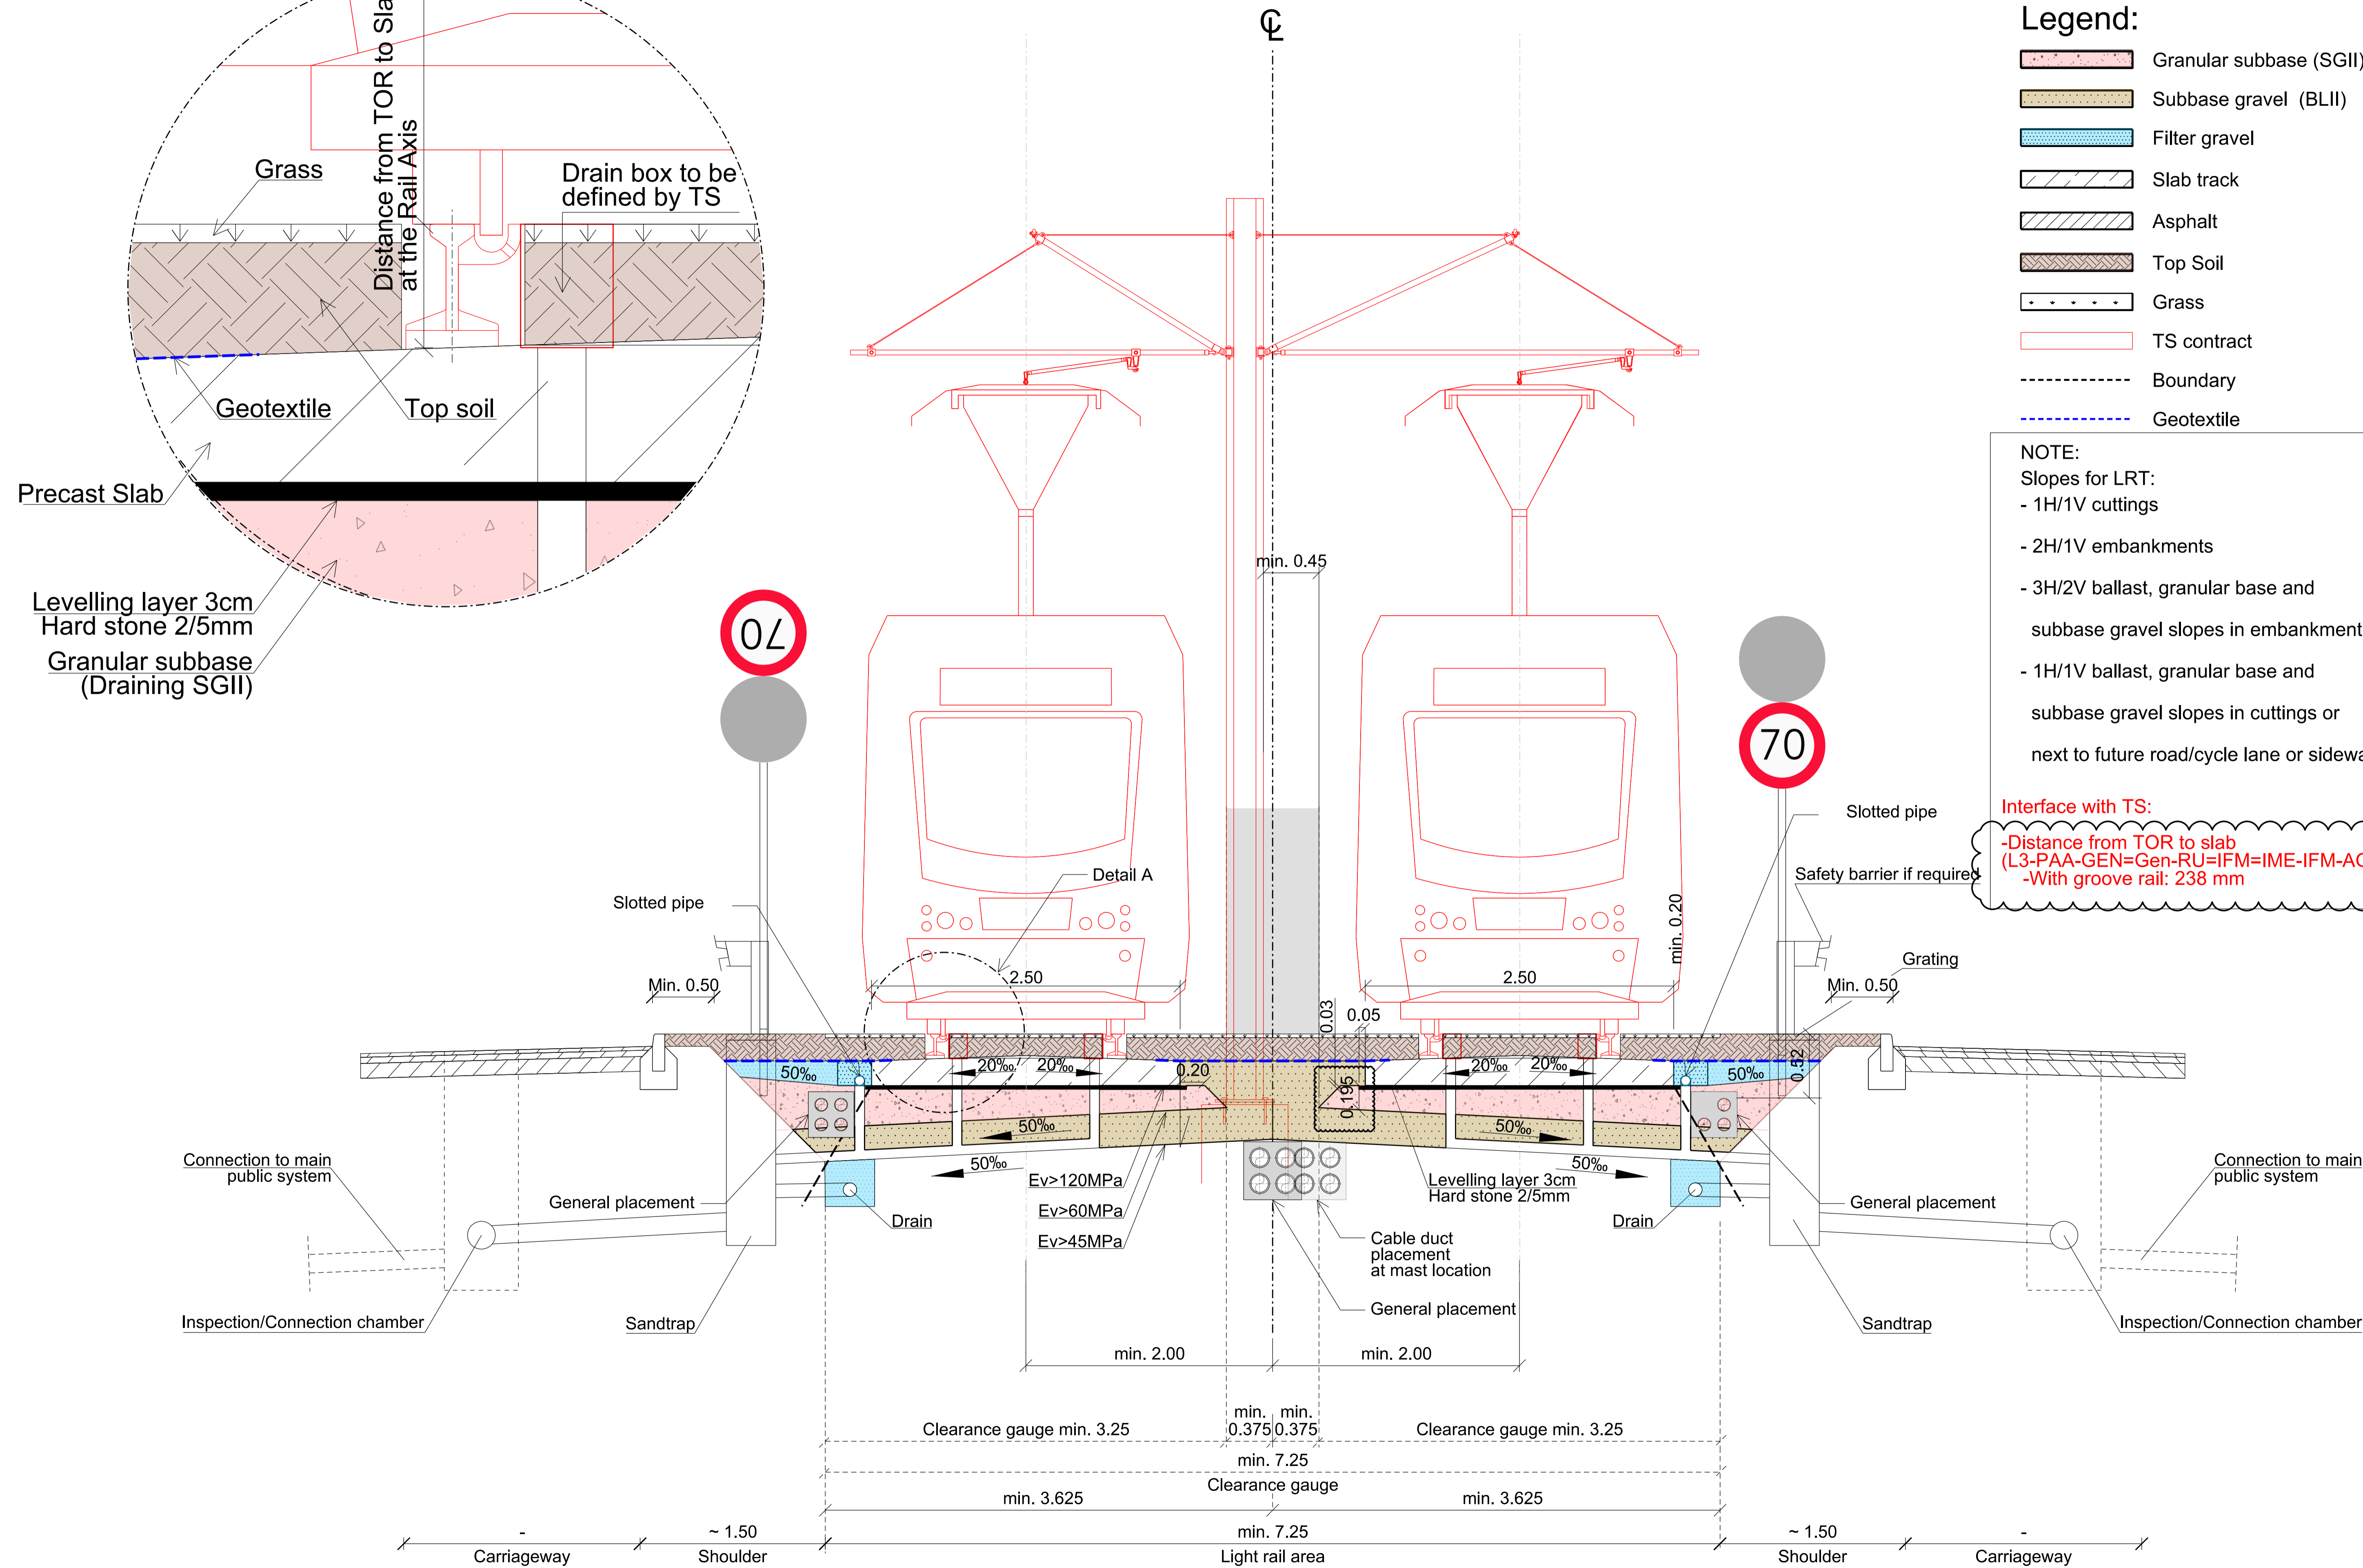 Distance from TOR to Sla
at the Rail Axis
Grass
Drain box to be
defined by TS
Geotextile
Top soil
Precast Slab
Levelling layer 3cm
Hard stone 2/5mm
Granular subbase
(Draining SGII)
℄
Legend:
Granular subbase (SGII)
Subbase gravel (BLII)
Filter gravel
Slab track
Asphalt
Top Soil
Grass
TS contract
Boundary
Geotextile
NOTE:
Slopes for LRT:
- 1H/1V cuttings
- 2H/1V embankments
- 3H/2V ballast, granular base and
subbase gravel slopes in embankment
- 1H/1V ballast, granular base and
subbase gravel slopes in cuttings or
next to future road/cycle lane or sidewa
Interface with TS:
-Distance from TOR to slab
(L3-PAA-GEN=Gen-RU=IFM=IME-IFM-AC
-With groove rail: 238 mm
min. 0.45
70
70
Slotted pipe
Safety barrier if required
Detail A
Slotted pipe
min. 0.20
Grating
Min. 0.50
2.50
2.50
Min. 0.50
0.03
0.05
50‰
20‰
20‰
0.20
0.195
20‰
20‰
50‰
0.52
50‰
50‰
50‰
50‰
Connection to main
public system
General placement
Drain
Ev>120MPa
Ev>60MPa
Ev>45MPa
Levelling layer 3cm
Hard stone 2/5mm
Cable duct
placement
at mast location
General placement
Drain
General placement
Connection to main
public system
Inspection/Connection chamber
Sandtrap
Sandtrap
Inspection/Connection chamber
min. 2.00
min. 2.00
Clearance gauge min. 3.25
min.
0.375
min.
0.375
Clearance gauge min. 3.25
min. 7.25
Clearance gauge
min. 3.625
min. 3.625
-
~ 1.50
min. 7.25
~ 1.50
-
Carriageway
Shoulder
Light rail area
Shoulder
Carriageway